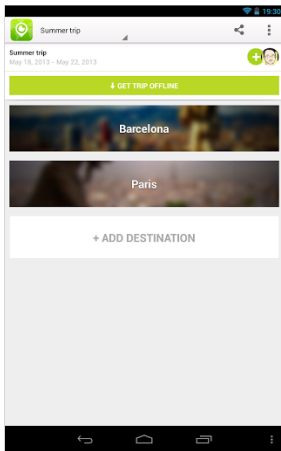 19:30
Summer trip
Summer trip
May 18, 2013 - May 22, 2013
GET TRIP OFFLINE
Barcelona
Paris
+ ADD DESTINATION